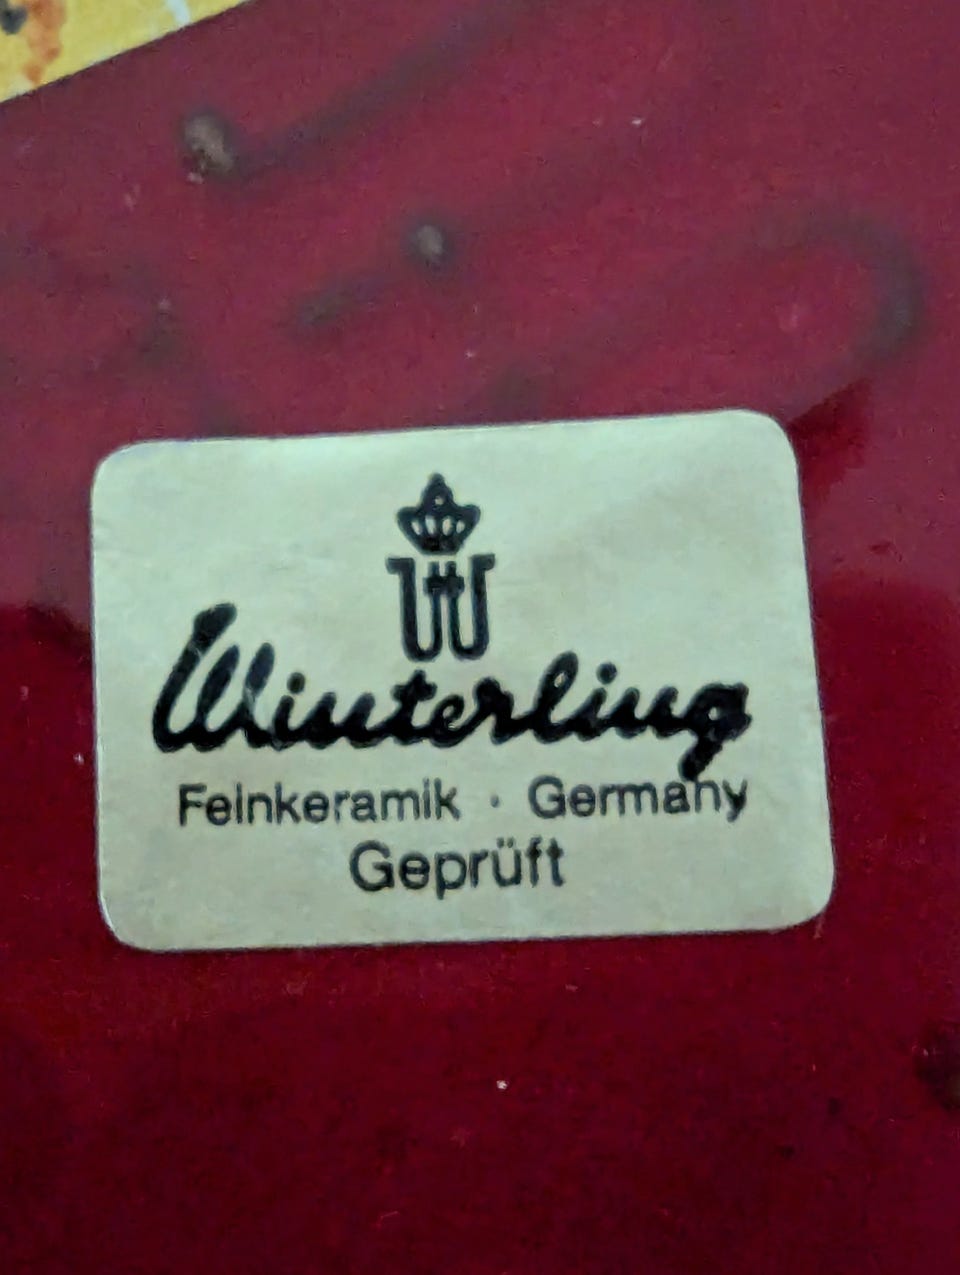 W
Winterling
Feinkeramik · Germany
Geprüft